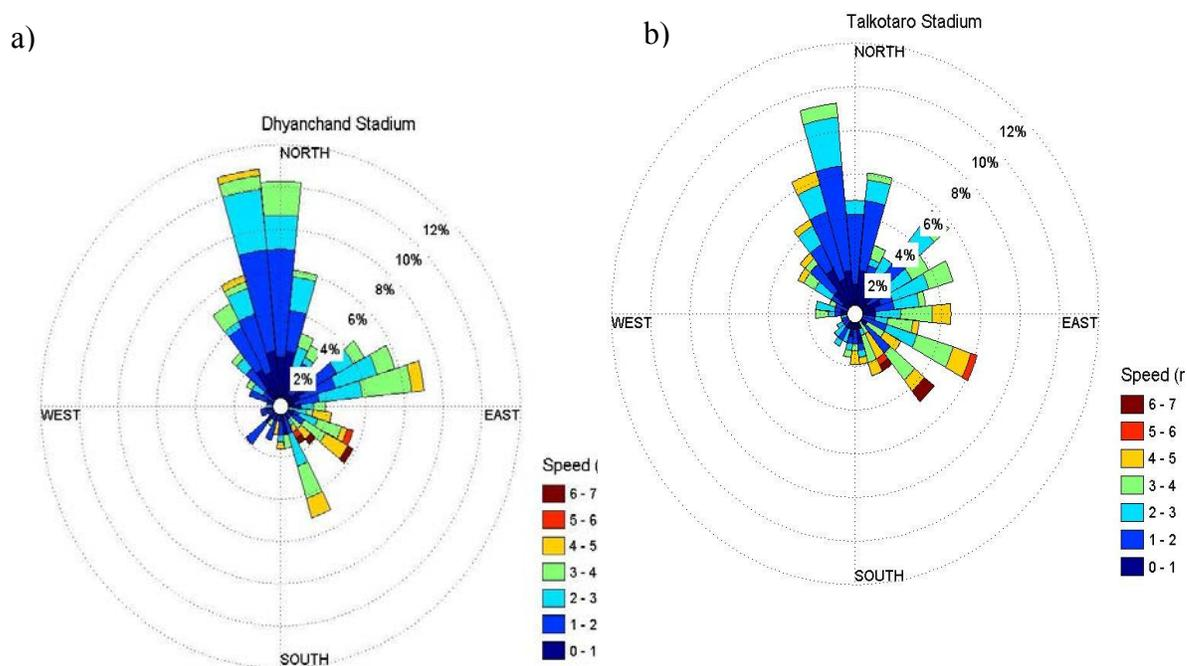 a)
Dhyanchand Stadium
NORTH
12%
10%
8%
6%
4%
2%
WEST
EAST
SOUTH
Speed (
6 - 7
5 - 6
4 - 5
3 - 4
2 - 3
1 - 2
0 - 1
b)
Talkotaro Stadium
NORTH
12%
10%
8%
6%
4%
2%
WEST
EAST
SOUTH
Speed (r
6 - 7
5 - 6
4 - 5
3 - 4
2 - 3
1 - 2
0 - 1